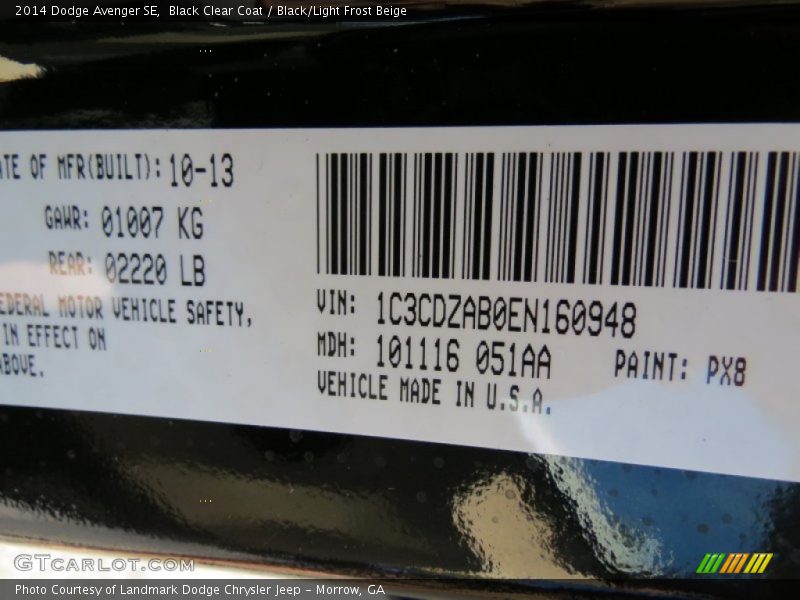 2014 Dodge Avenger SE,  Black Clear Coat / Black/Light Frost Beige
ATE OF MFR(BUILT): 10-13
GAWR: 01007 KG
REAR: 02220 LB
EDERAL MOTOR VEHICLE SAFETY,
IN EFFECT ON
ABOVE.
VIN: 1C3CDZAB0EN160948
MDH: 101116 051AA PAINT: PX8
VEHICLE MADE IN U.S.A.
GTCARLOT.COM
Photo Courtesy of Landmark Dodge Chrysler Jeep – Morrow, GA